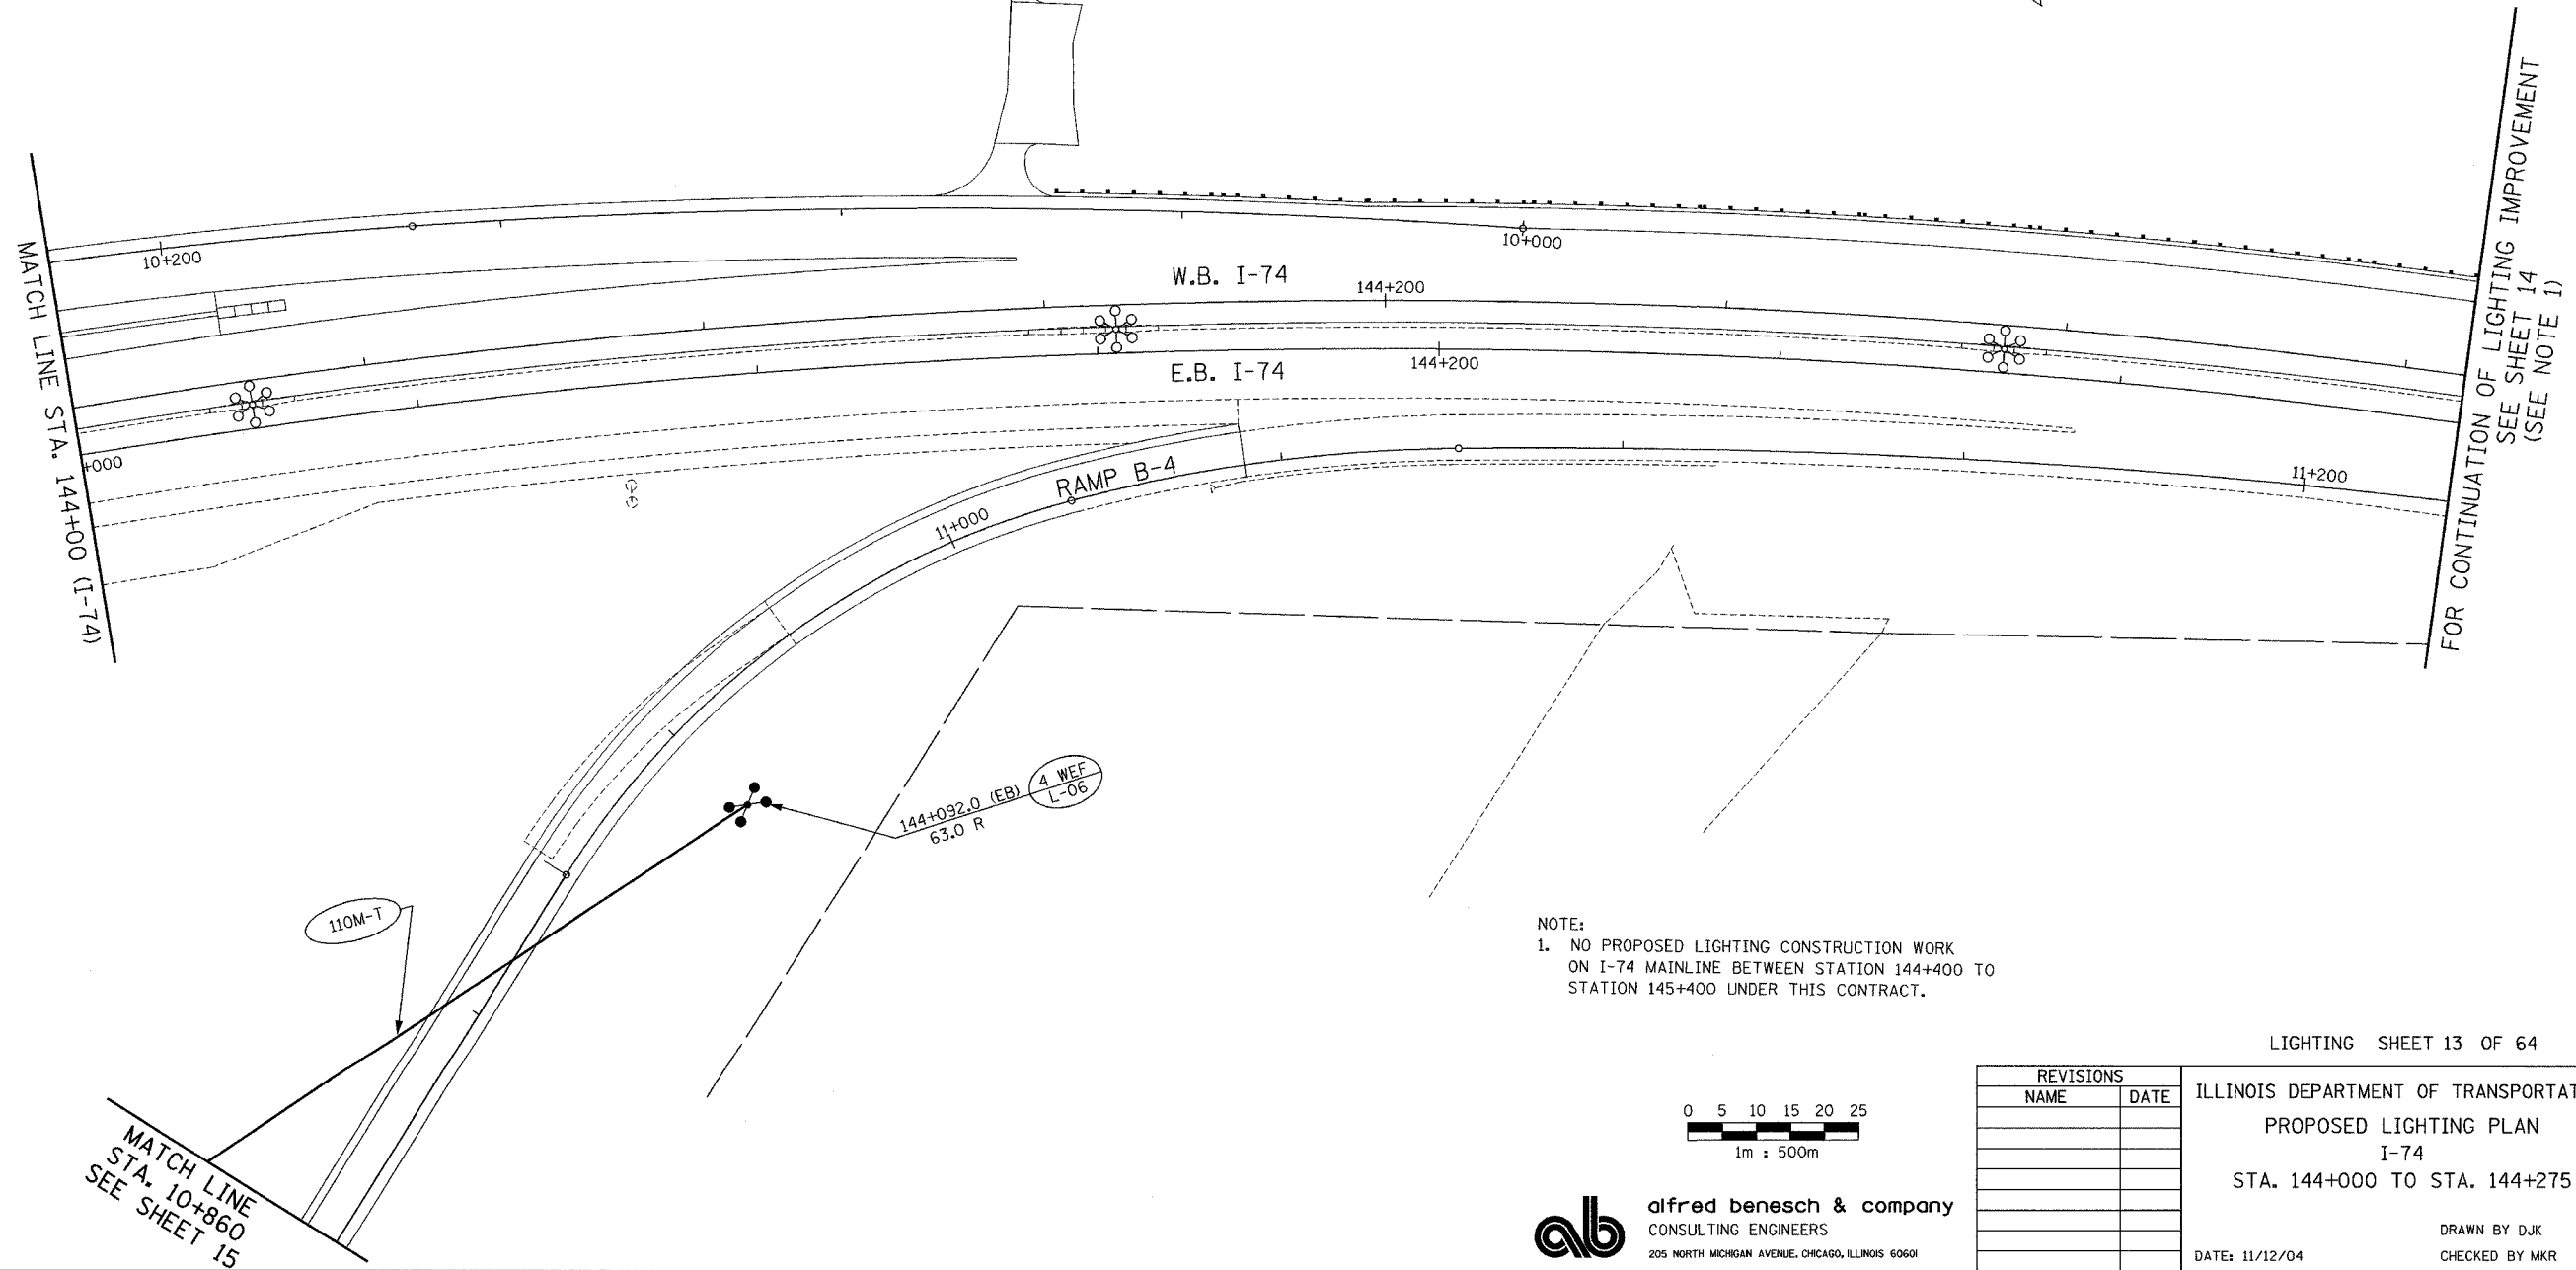 10+200
10+000
W.B. I-74
144+200
144+200
E.B. I-74
+000
RAMP B-4
11+000
11+200
MATCH LINE STA. 144+00 (I-74)
FOR CONTINUATION OF LIGHTING IMPROVEMENT
SEE SHEET 14
(SEE NOTE 1)
144+092.0 (EB)
63.0 R
4 WEF
L-06
110M-T
MATCH LINE
STA. 10+860
SEE SHEET 15
NOTE:
1. NO PROPOSED LIGHTING CONSTRUCTION WORK
ON I-74 MAINLINE BETWEEN STATION 144+400 TO
STATION 145+400 UNDER THIS CONTRACT.
0 5 10 15 20 25
1m : 500m
ab
alfred benesch & company
CONSULTING ENGINEERS
205 NORTH MICHIGAN AVENUE, CHICAGO, ILLINOIS 60601
LIGHTING SHEET 13 OF 64
REVISIONS
NAME DATE
ILLINOIS DEPARTMENT OF TRANSPORTAT
PROPOSED LIGHTING PLAN
I-74
STA. 144+000 TO STA. 144+275
DRAWN BY DJK
DATE: 11/12/04 CHECKED BY MKR